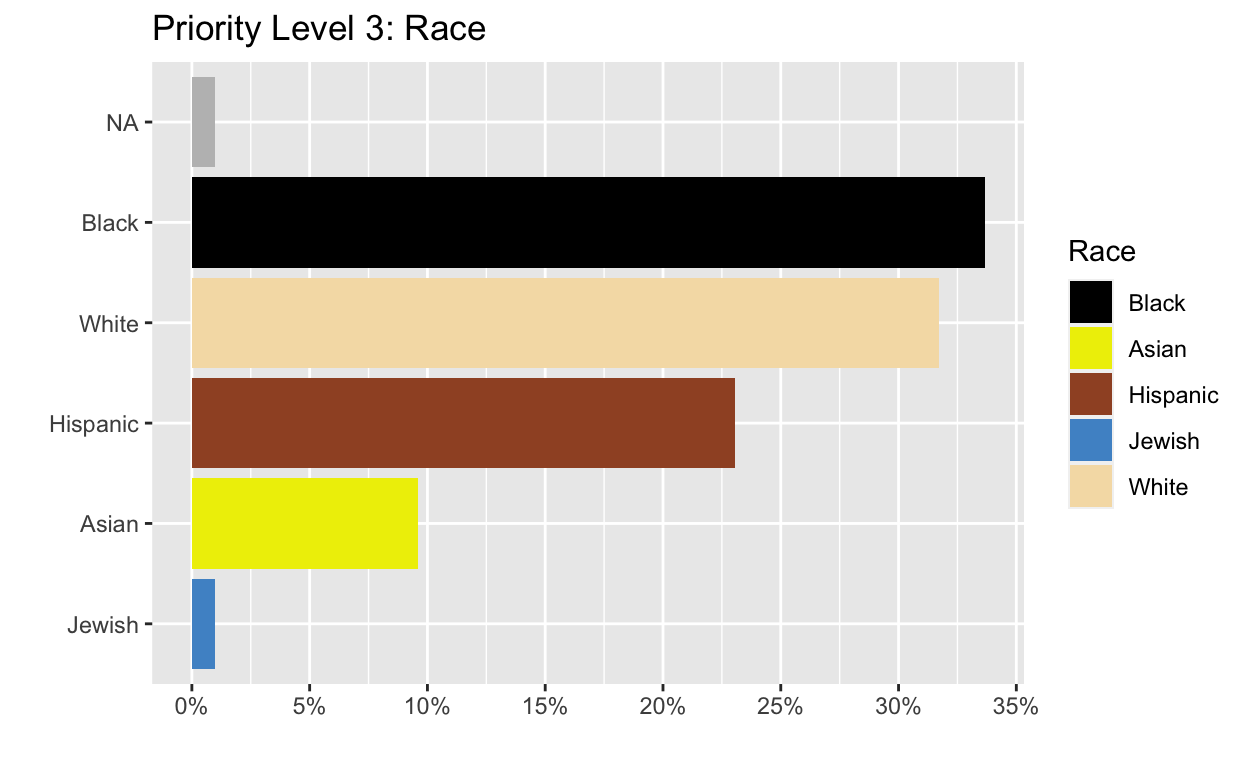 Priority Level 3: Race
NA
Black
White
Hispanic
Asian
Jewish
0% 5% 10% 15% 20% 25% 30% 35%
Race
Black
Asian
Hispanic
Jewish
White